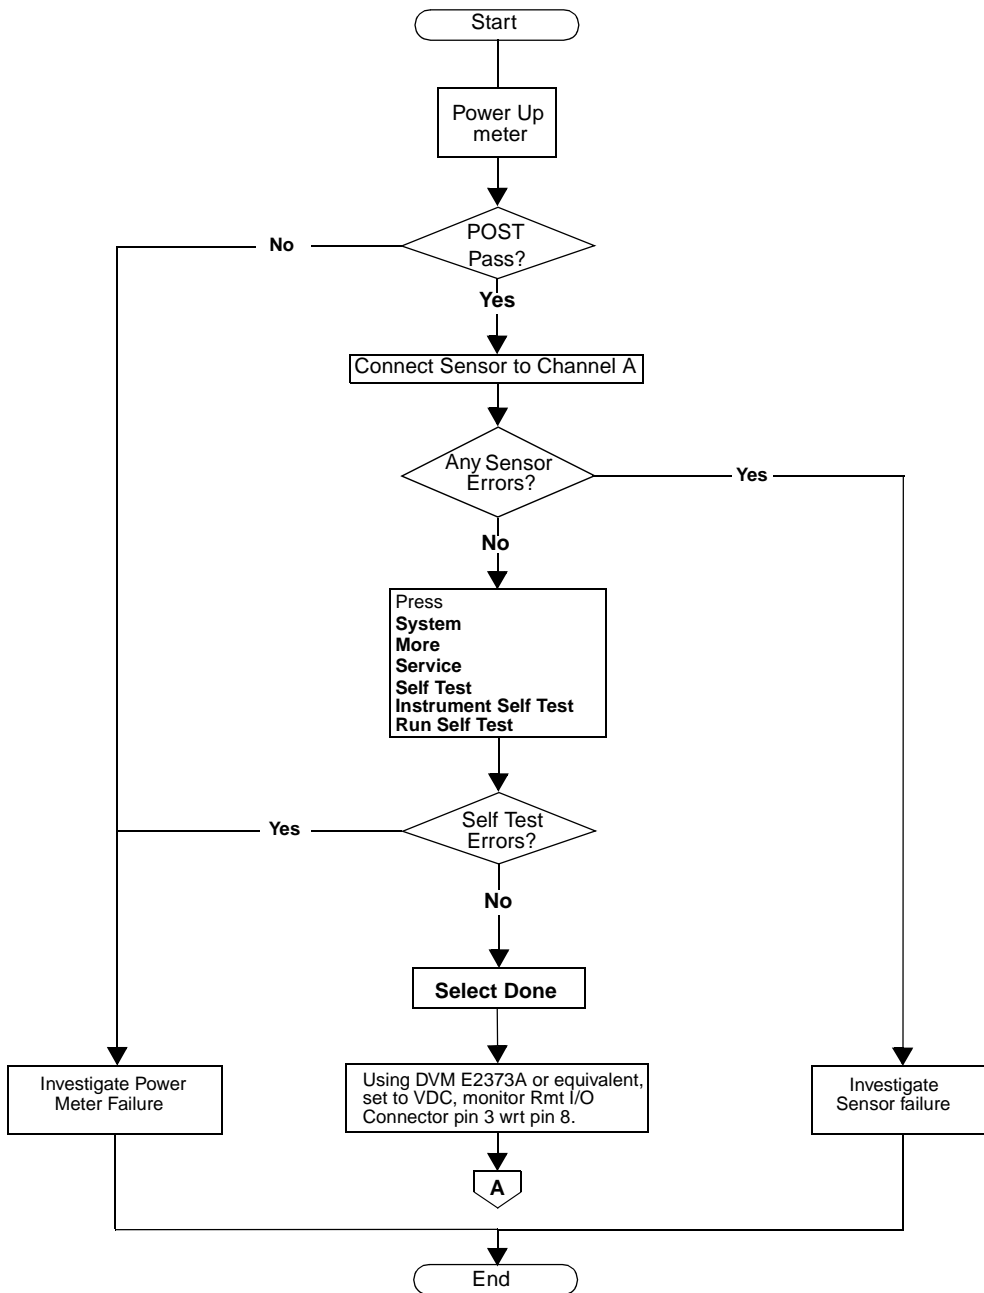 Start
Power Up
meter
POST
Pass?
No
Yes
Connect Sensor to Channel A
Any Sensor
Errors?
Yes
No
Press
System
More
Service
Self Test
Instrument Self Test
Run Self Test
Self Test
Errors?
Yes
No
Select Done
Using DVM E2373A or equivalent,
set to VDC, monitor Rmt I/O
Connector pin 3 wrt pin 8.
Investigate Power
Meter Failure
Investigate
Sensor failure
A
End